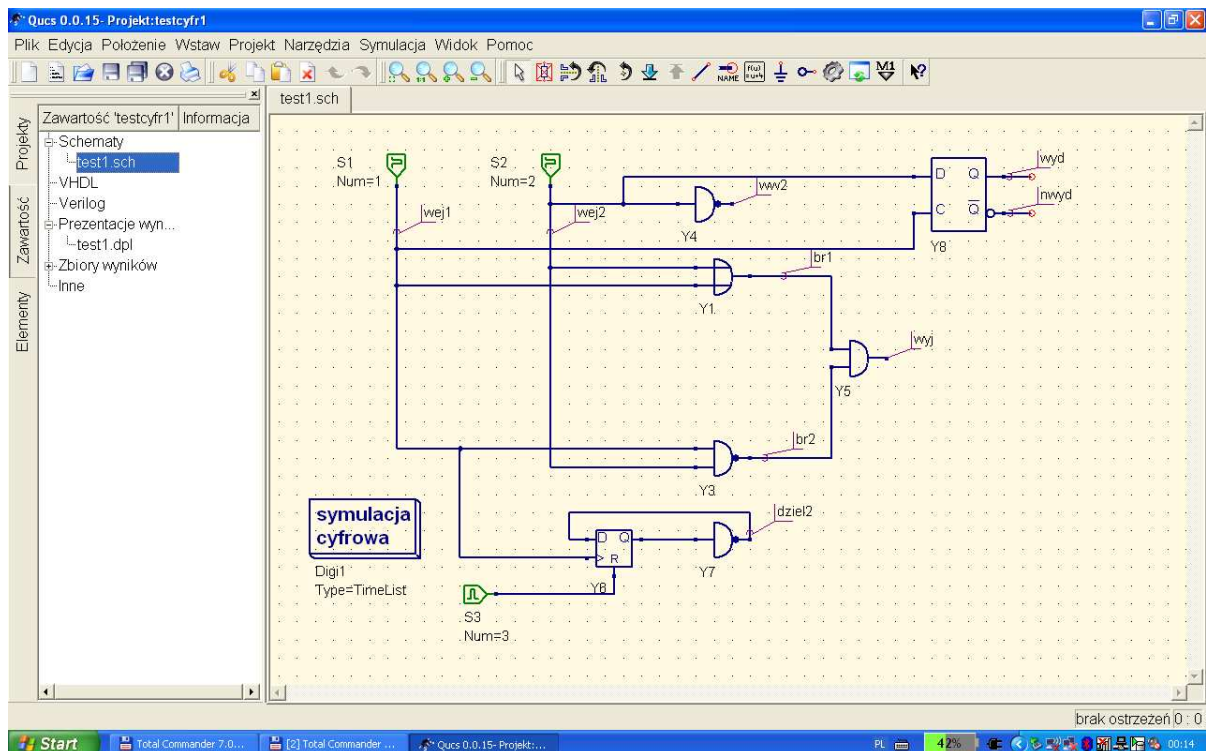 Qucs 0.0.15- Projekt:testcyfr1
Plik Edycja Położenie Wstaw Projekt Narzędzia Symulacja Widok Pomoc
NAME
M1
test1.sch
Projekty
Zawartość
Elementy
Zawartość 'testcyfr1' Informacja
Schematy
test1.sch
VHDL
Verilog
Prezentacje wyn...
test1.dpl
Zbiory wyników
Inne
S1
Num=1
S2
Num=2
wej1
wej2
Y4
D Q
C Q
Y8
wyd
nwyd
Y1
br1
Y5
wyj
Y3
br2
symulacja
cyfrowa
Digi1
Type=TimeList
D Q
R
Y6
Y7
dziel2
S3
Num=3
brak ostrzeżeń 0 : 0
Start
Total Commander 7.0...
[2] Total Commander ...
Qucs 0.0.15- Projekt:...
PL
42%
00:14